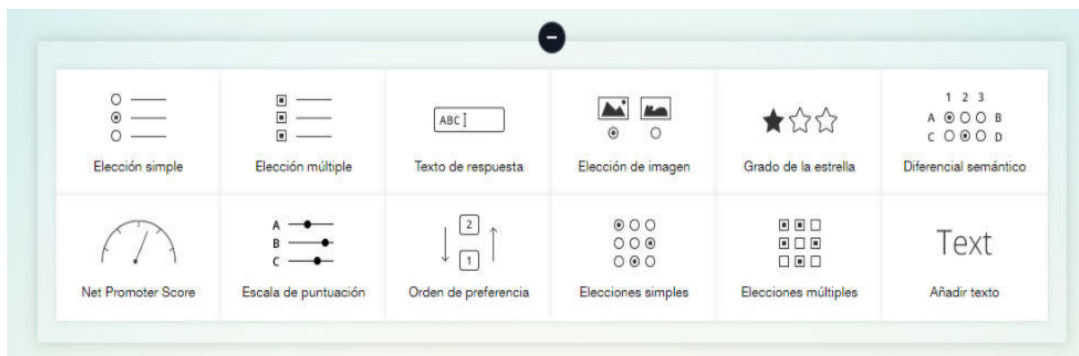 1 2 3
A B
ABC
C D
Elección simple
Elección múltiple
Texto de respuesta
Elección de imagen
Grado de la estrella
Diferencial semántico
A
B
C
2
1
Text
Net Promoter Score
Escala de puntuación
Orden de preferencia
Elecciones simples
Elecciones múltiples
Añadir texto